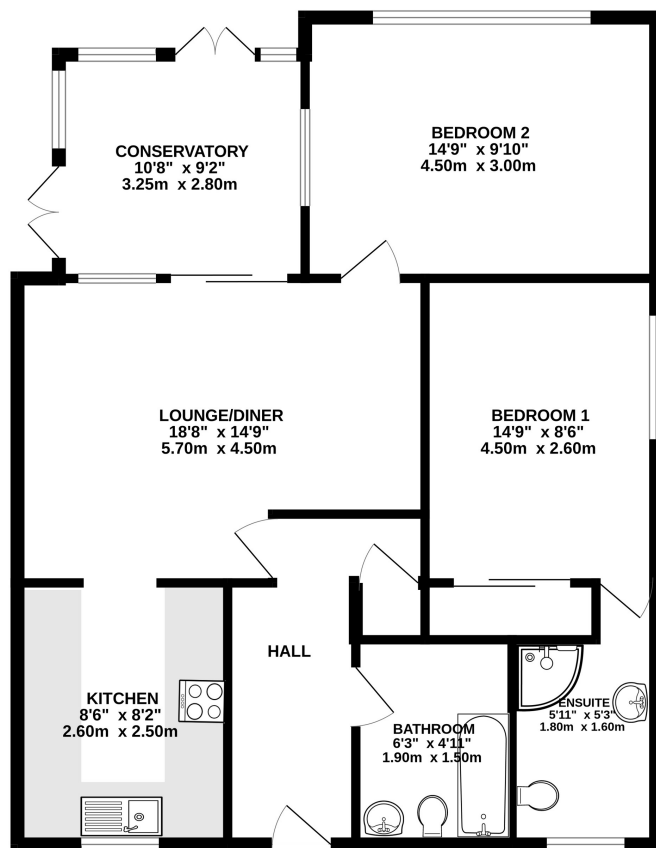 CONSERVATORY
10'8" x 9'2"
3.25m x 2.80m
BEDROOM 2
14'9" x 9'10"
4.50m x 3.00m
LOUNGE/DINER
18'8" x 14'9"
5.70m x 4.50m
BEDROOM 1
14'9" x 8'6"
4.50m x 2.60m
HALL
KITCHEN
8'6" x 8'2"
2.60m x 2.50m
BATHROOM
6'3" x 4'11"
1.90m x 1.50m
ENSUITE
5'11" x 5'3"
1.80m x 1.60m